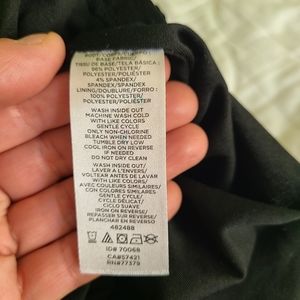 BASE FABRIC/
TISSU DE BASE/TELA BÁSICA :
96% POLYESTER/
POLYESTER/POLIÉSTER
4% SPANDEX/
SPANDEX/SPANDEX
LINING/DOUBLURE/FORRO :
100% POLYESTER/
POLYESTER/POLIÉSTER
WASH INSIDE OUT
MACHINE WASH COLD
WITH LIKE COLORS
GENTLE CYCLE
ONLY NON-CHLORINE
BLEACH WHEN NEEDED
TUMBLE DRY LOW
COOL IRON ON REVERSE
IF NEEDED
DO NOT DRY CLEAN
WASH INSIDE OUT/
LAVER À L'ENVERS/
VOLTEAR ANTES DE LAVAR
WITH LIKE COLORS/
AVEC COULEURS SIMILAIRES/
CON COLORES SIMILARES
GENTLE CYCLE/
CYCLE DÉLICAT/
CICLO SUAVE
IRON ON REVERSE/
REPASSER SUR REVERS/
PLANCHAR EN REVERSO
482488
ID# 70068
CA#57421
RN#77379